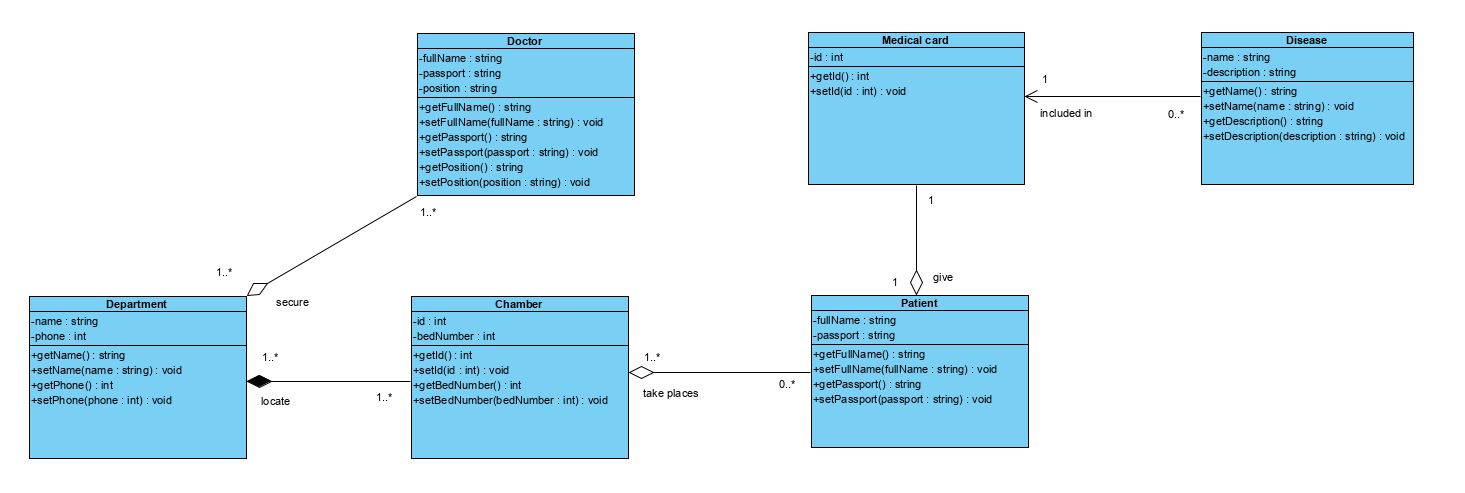 Doctor
-fullName : string
-passport : string
-position : string
+getFullName() : string
+setFullName(fullName : string) : void
+getPassport() : string
+setPassport(passport : string) : void
+getPosition() : string
+setPosition(position : string) : void
Medical card
-id : int
+getId() : int
+setId(id : int) : void
1
included in
0..*
Disease
-name : string
-description : string
+getName() : string
+setName(name : string) : void
+getDescription() : string
+setDescription(description : string) : void
1..*
1..*
secure
1
1
give
Department
-name : string
-phone : int
+getName() : string
+setName(name : string) : void
+getPhone() : int
+setPhone(phone : int) : void
1..*
locate
1..*
Chamber
-id : int
-bedNumber : int
+getId() : int
+setId(id : int) : void
+getBedNumber() : int
+setBedNumber(bedNumber : int) : void
1..*
take places
0..*
Patient
-fullName : string
-passport : string
+getFullName() : string
+setFullName(fullName : string) : void
+getPassport() : string
+setPassport(passport : string) : void